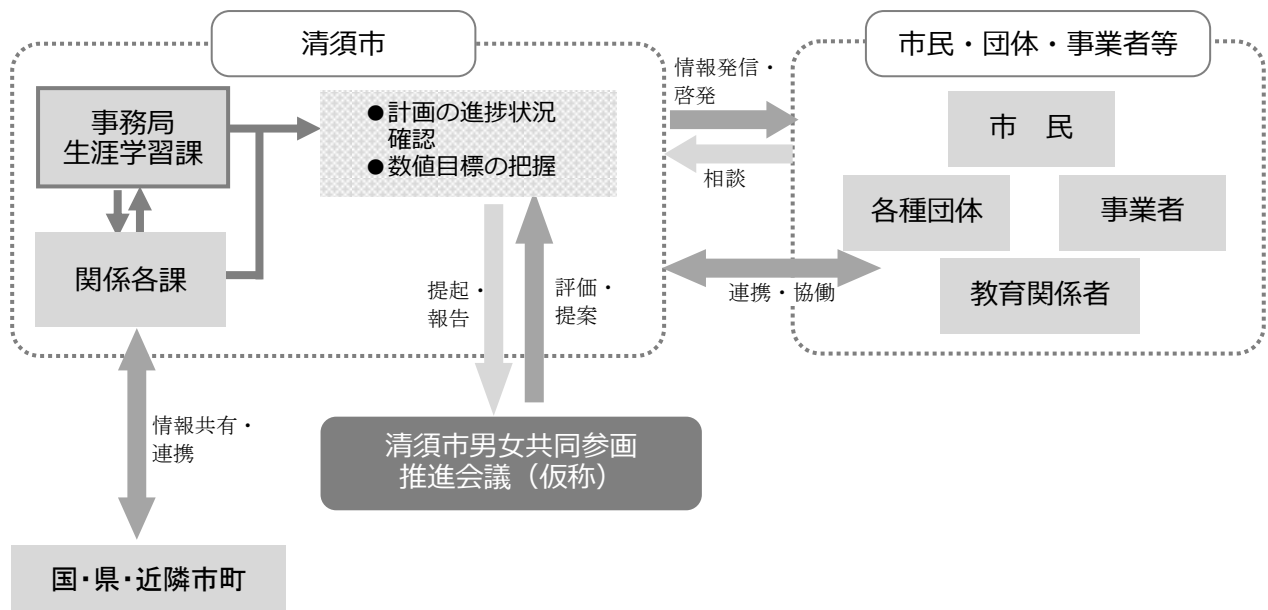 清須市
市民・団体・事業者等
事務局
生涯学習課
●計画の進捗状況
確認
●数値目標の把握
関係各課
情報発信・
啓発
相談
市　民
各種団体
事業者
教育関係者
連携・協働
提起・
報告
評価・
提案
情報共有・
連携
清須市男女共同参画
推進会議（仮称）
国・県・近隣市町